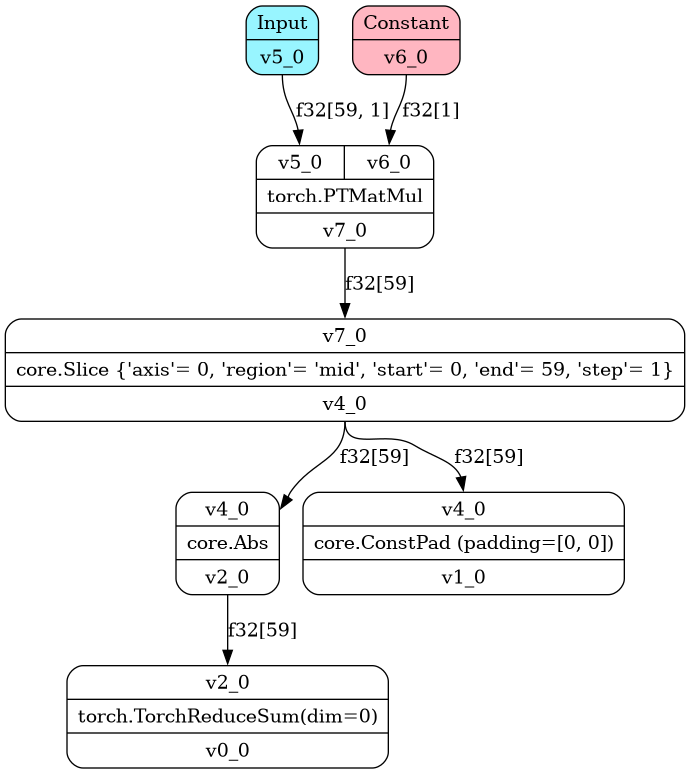 Input
v5_0
Constant
v6_0
f32[59, 1]
f32[1]
v5_0
v6_0
torch.PTMatMul
v7_0
f32[59]
v7_0
core.Slice {'axis'= 0, 'region'= 'mid', 'start'= 0, 'end'= 59, 'step'= 1}
v4_0
f32[59]
f32[59]
v4_0
core.Abs
v2_0
v4_0
core.ConstPad (padding=[0, 0])
v1_0
f32[59]
v2_0
torch.TorchReduceSum(dim=0)
v0_0